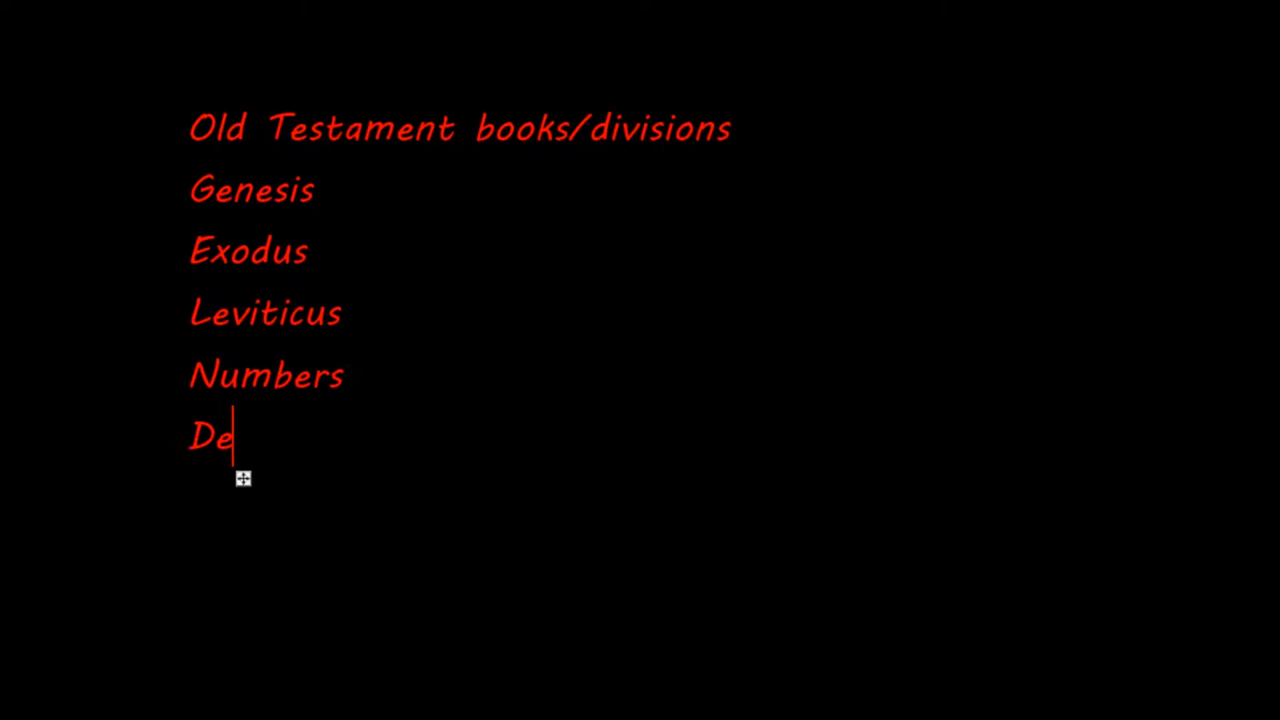 Old Testament books/divisions
Genesis
Exodus
Leviticus
Numbers
De